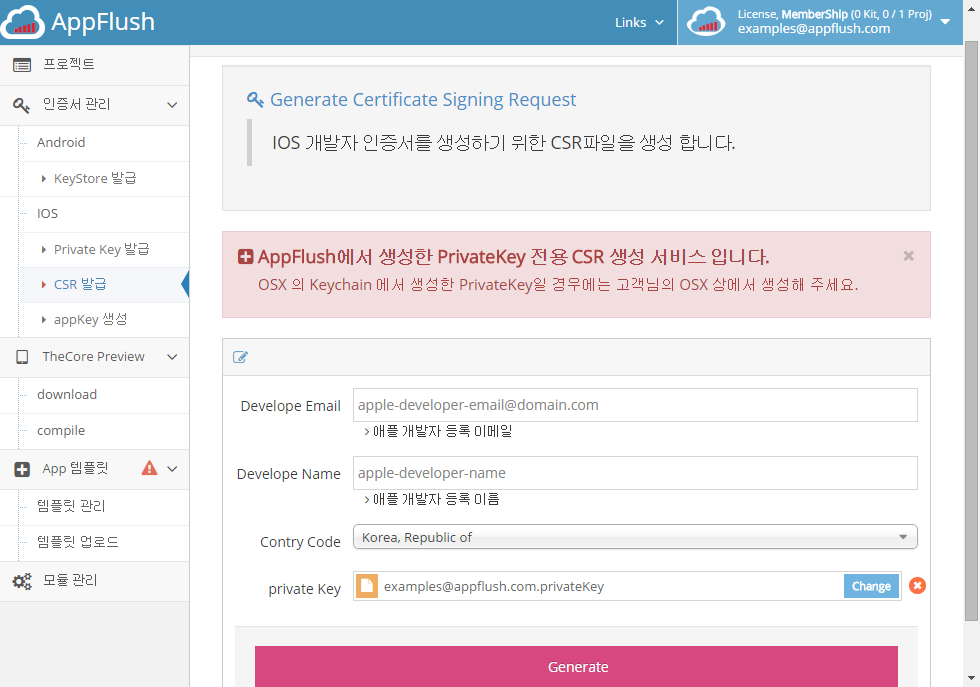 AppFlush
Links
License, MemberShip (0 Kit, 0 / 1 Proj)
examples@appflush.com
프로젝트
인증서 관리
Android
KeyStore 발급
IOS
Private Key 발급
CSR 발급
appKey 생성
TheCore Preview
download
compile
App 템플릿
템플릿 관리
템플릿 업로드
모듈 관리
Generate Certificate Signing Request
IOS 개발자 인증서를 생성하기 위한 CSR파일을 생성 합니다.
AppFlush에서 생성한 PrivateKey 전용 CSR 생성 서비스 입니다.
OSX 의 Keychain 에서 생성한 PrivateKey일 경우에는 고객님의 OSX 상에서 생성해 주세요.
Develope Email
apple-developer-email@domain.com
애플 개발자 등록 이메일
Develope Name
apple-developer-name
애플 개발자 등록 이름
Contry Code
Korea, Republic of
private Key
examples@appflush.com.privateKey
Change
Generate